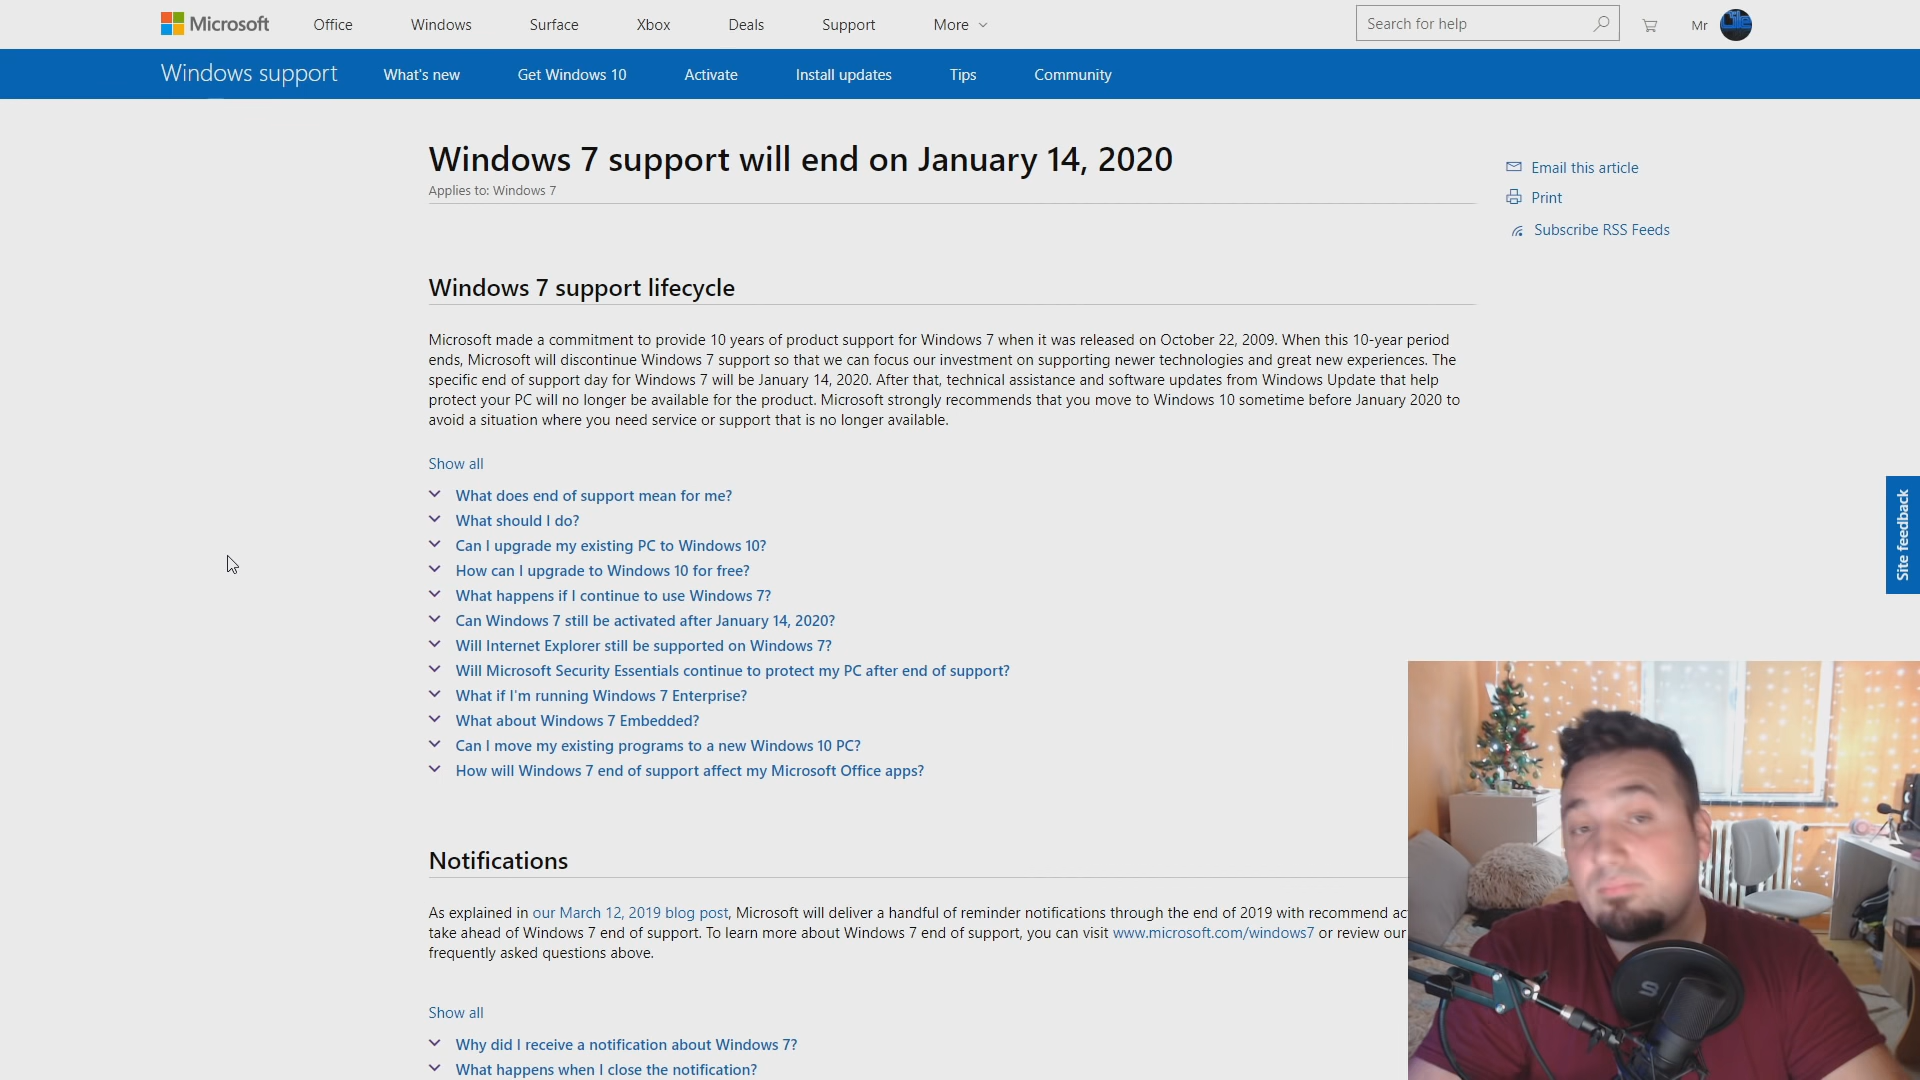 Microsoft Office Windows Surface Xbox Deals Support More Search for help Mr
Windows support What's new Get Windows 10 Activate Install updates Tips Community
Windows 7 support will end on January 14, 2020
Applies to: Windows 7
Email this article
Print
Subscribe RSS Feeds
Windows 7 support lifecycle
Microsoft made a commitment to provide 10 years of product support for Windows 7 when it was released on October 22, 2009. When this 10-year period
ends, Microsoft will discontinue Windows 7 support so that we can focus our investment on supporting newer technologies and great new experiences. The
specific end of support day for Windows 7 will be January 14, 2020. After that, technical assistance and software updates from Windows Update that help
protect your PC will no longer be available for the product. Microsoft strongly recommends that you move to Windows 10 sometime before January 2020 to
avoid a situation where you need service or support that is no longer available.
Show all
What does end of support mean for me?
What should I do?
Can I upgrade my existing PC to Windows 10?
How can I upgrade to Windows 10 for free?
What happens if I continue to use Windows 7?
Can Windows 7 still be activated after January 14, 2020?
Will Internet Explorer still be supported on Windows 7?
Will Microsoft Security Essentials continue to protect my PC after end of support?
What if I'm running Windows 7 Enterprise?
What about Windows 7 Embedded?
Can I move my existing programs to a new Windows 10 PC?
How will Windows 7 end of support affect my Microsoft Office apps?
Site feedback
Notifications
As explained in our March 12, 2019 blog post, Microsoft will deliver a handful of reminder notifications through the end of 2019 with recommend
take ahead of Windows 7 end of support. To learn more about Windows 7 end of support, you can visit www.microsoft.com/windows7 or review our
frequently asked questions above.
Show all
Why did I receive a notification about Windows 7?
What happens when I close the notification?